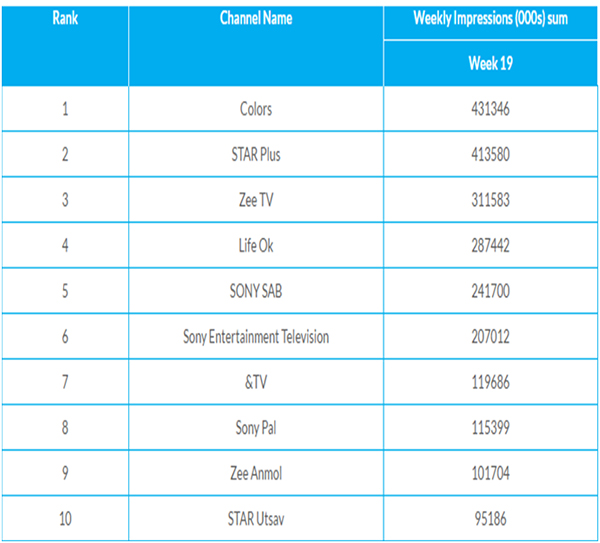 Rank Channel Name Weekly Impressions (000s) sum
Week 19
1 Colors 431346
2 STAR Plus 413580
3 Zee TV 311583
4 Life Ok 287442
5 SONY SAB 241700
6 Sony Entertainment Television 207012
7 &TV 119686
8 Sony Pal 115399
9 Zee Anmol 101704
10 STAR Utsav 95186